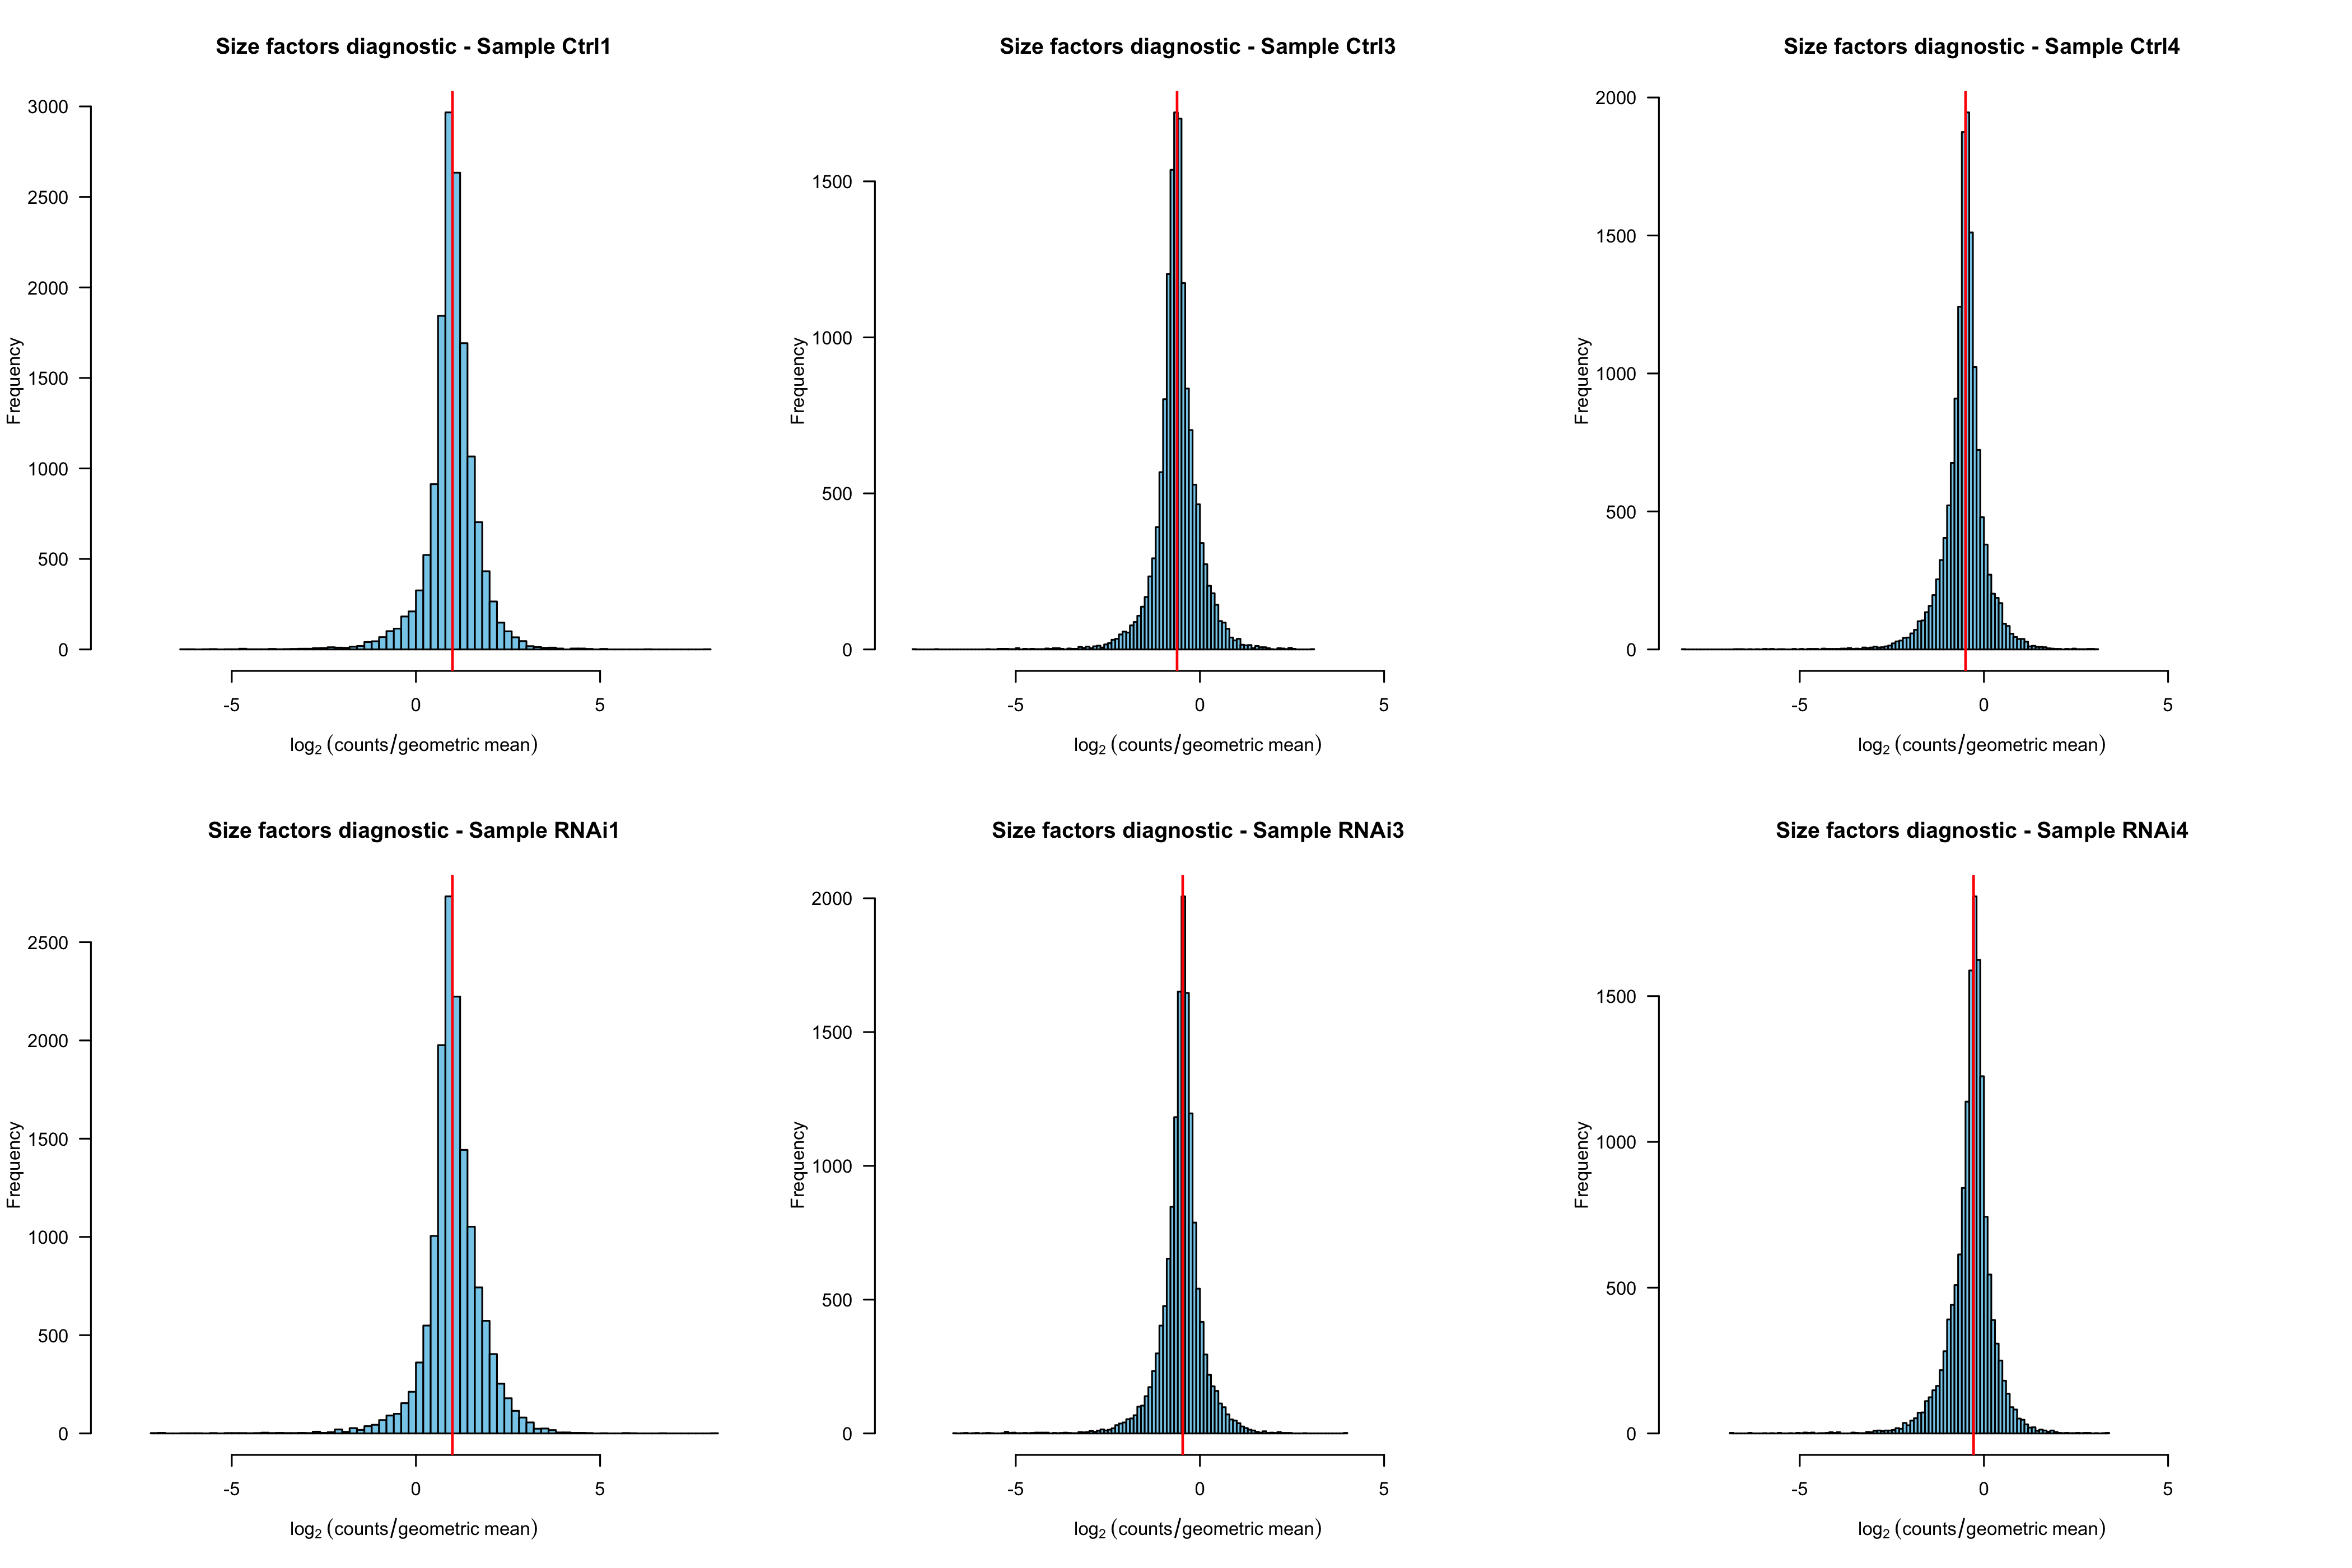 Size factors diagnostic - Sample Ctrl1
Frequency
3000
2500
2000
1500
1000
500
0
-5 0 5
log₂ (counts/geometric mean)
Size factors diagnostic - Sample Ctrl3
Frequency
1500
1000
500
0
-5 0 5
log₂ (counts/geometric mean)
Size factors diagnostic - Sample Ctrl4
Frequency
2000
1500
1000
500
0
-5 0 5
log₂ (counts/geometric mean)
Size factors diagnostic - Sample RNAi1
Frequency
2500
2000
1500
1000
500
0
-5 0 5
log₂ (counts/geometric mean)
Size factors diagnostic - Sample RNAi3
Frequency
2000
1500
1000
500
0
-5 0 5
log₂ (counts/geometric mean)
Size factors diagnostic - Sample RNAi4
Frequency
1500
1000
500
0
-5 0 5
log₂ (counts/geometric mean)